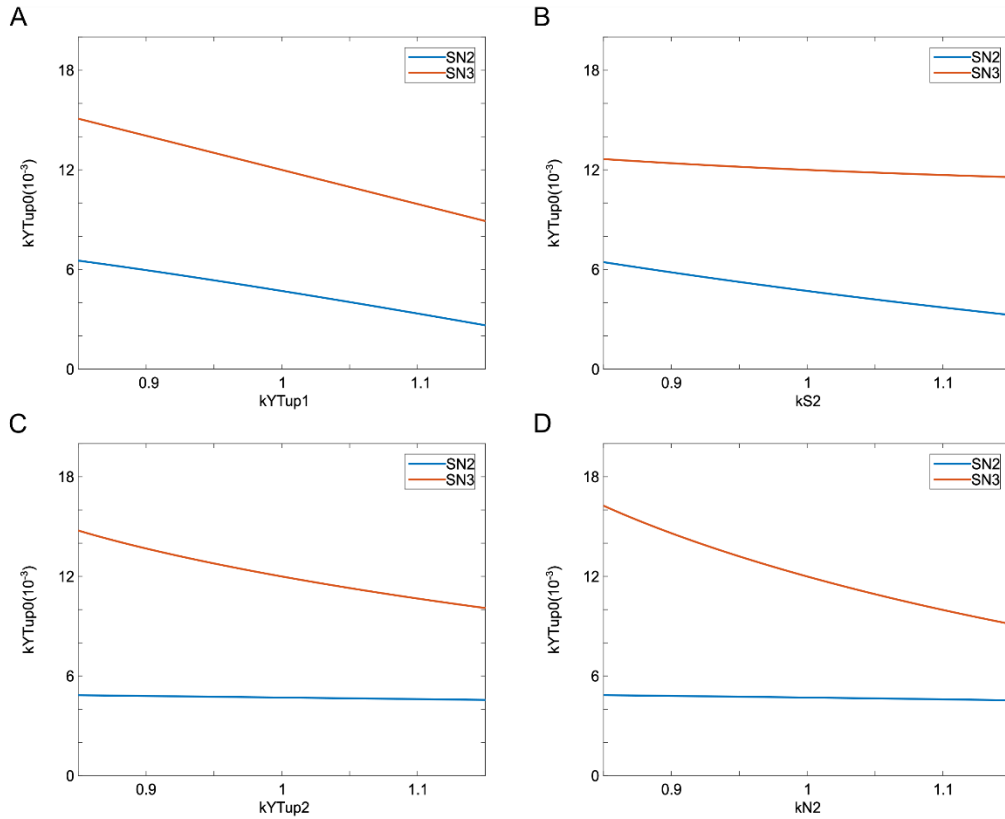 A
kYTup0(10⁻³)
18
12
6
0
0.9 1 1.1
kYTup1
SN2
SN3
B
kYTup0(10⁻³)
18
12
6
0
0.9 1 1.1
kS2
SN2
SN3
C
kYTup0(10⁻³)
18
12
6
0
0.9 1 1.1
kYTup2
SN2
SN3
D
kYTup0(10⁻³)
18
12
6
0
0.9 1 1.1
kN2
SN2
SN3